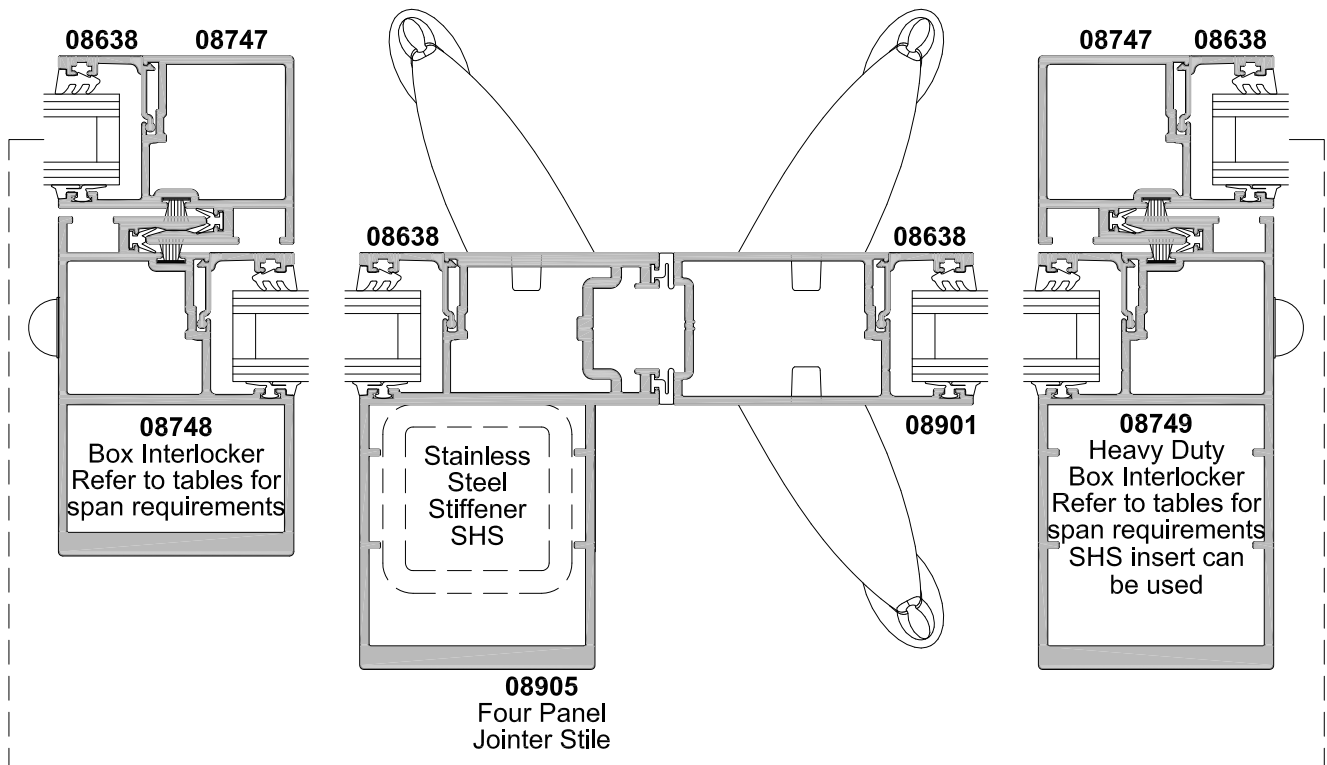 08638
08747
08747
08638
08638
08638
08748
Box Interlocker
Refer to tables for
span requirements
Stainless
Steel
Stiffener
SHS
08901
08749
Heavy Duty
Box Interlocker
Refer to tables for
span requirements
SHS insert can
be used
08905
Four Panel
Jointer Stile